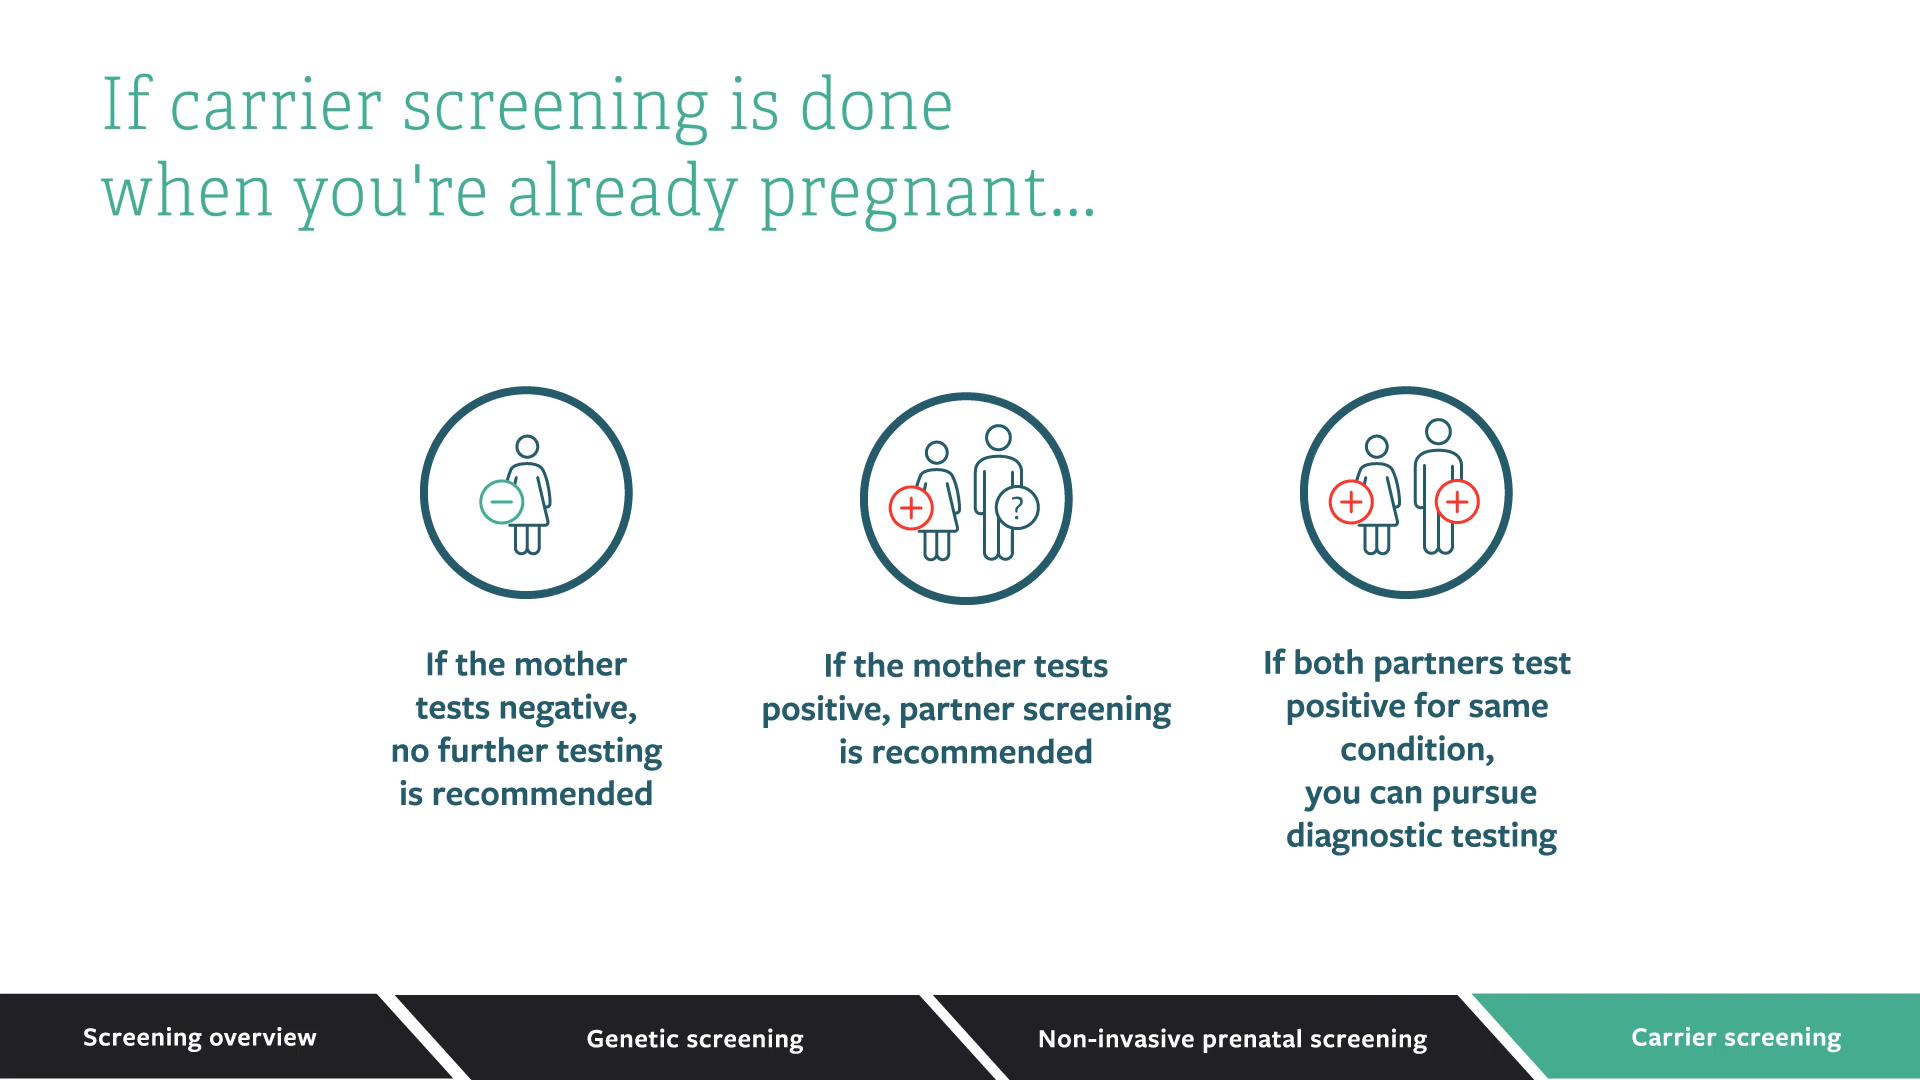 If carrier screening is done
when you're already pregnant...
?
If the mother
tests negative,
no further testing
is recommended
If the mother tests
positive, partner screening
is recommended
If both partners test
positive for same
condition,
you can pursue
diagnostic testing
Screening overview
Genetic screening
Non-invasive prenatal screening
Carrier screening